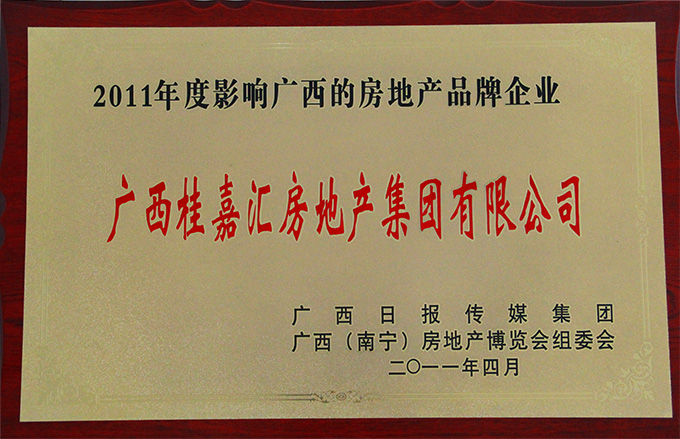 2011年度影响广西的房地产品牌企业
广西桂嘉汇房地产集团有限公司
广西日报传媒集团
广西（南宁）房地产博览会组委会
二〇一一年四月